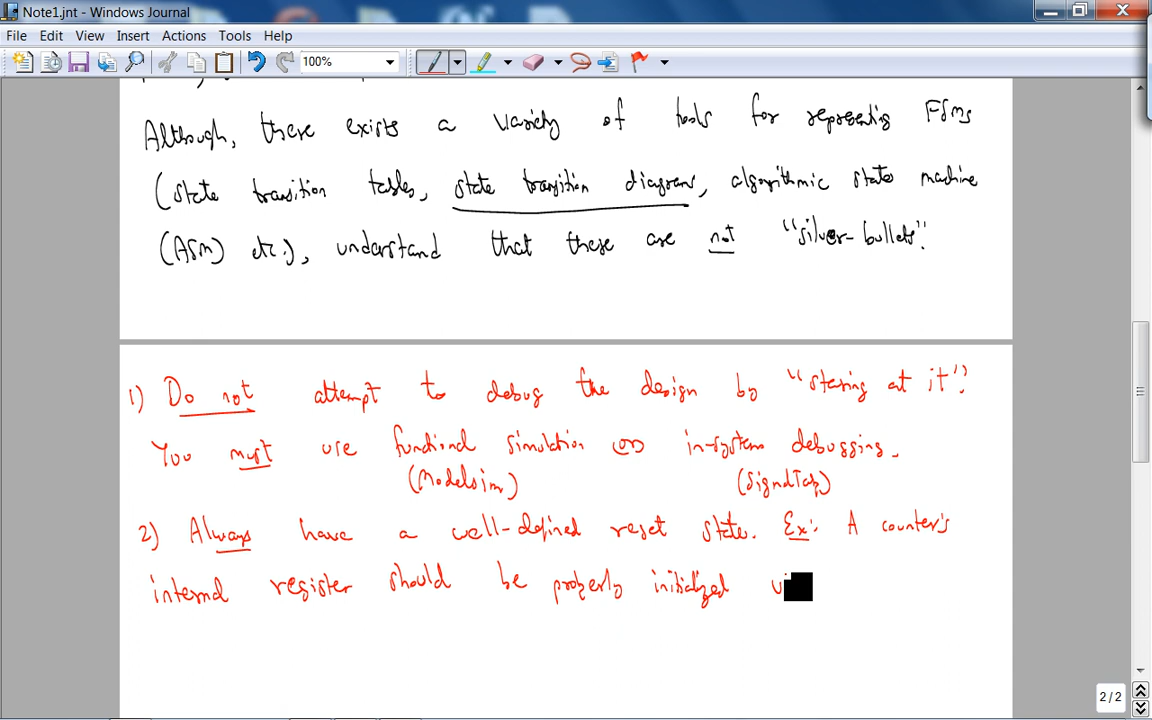 Note1.jnt - Windows Journal
File Edit View Insert Actions Tools Help
100%
Although, there exists a variety of tools for representing FSMs
(state transition tables, state transition diagrams, algorithmic state machine
(ASM) etc.), understand that these are not "silver-bullets".
1) Do not attempt to debug the design by "staring at it".
You must use functional simulation (or) in-system debugging.
(Modelsim) (SignalTap)
2) Always have a well-defined reset state. Ex: A counter's
internal register should be properly initialized
2/2